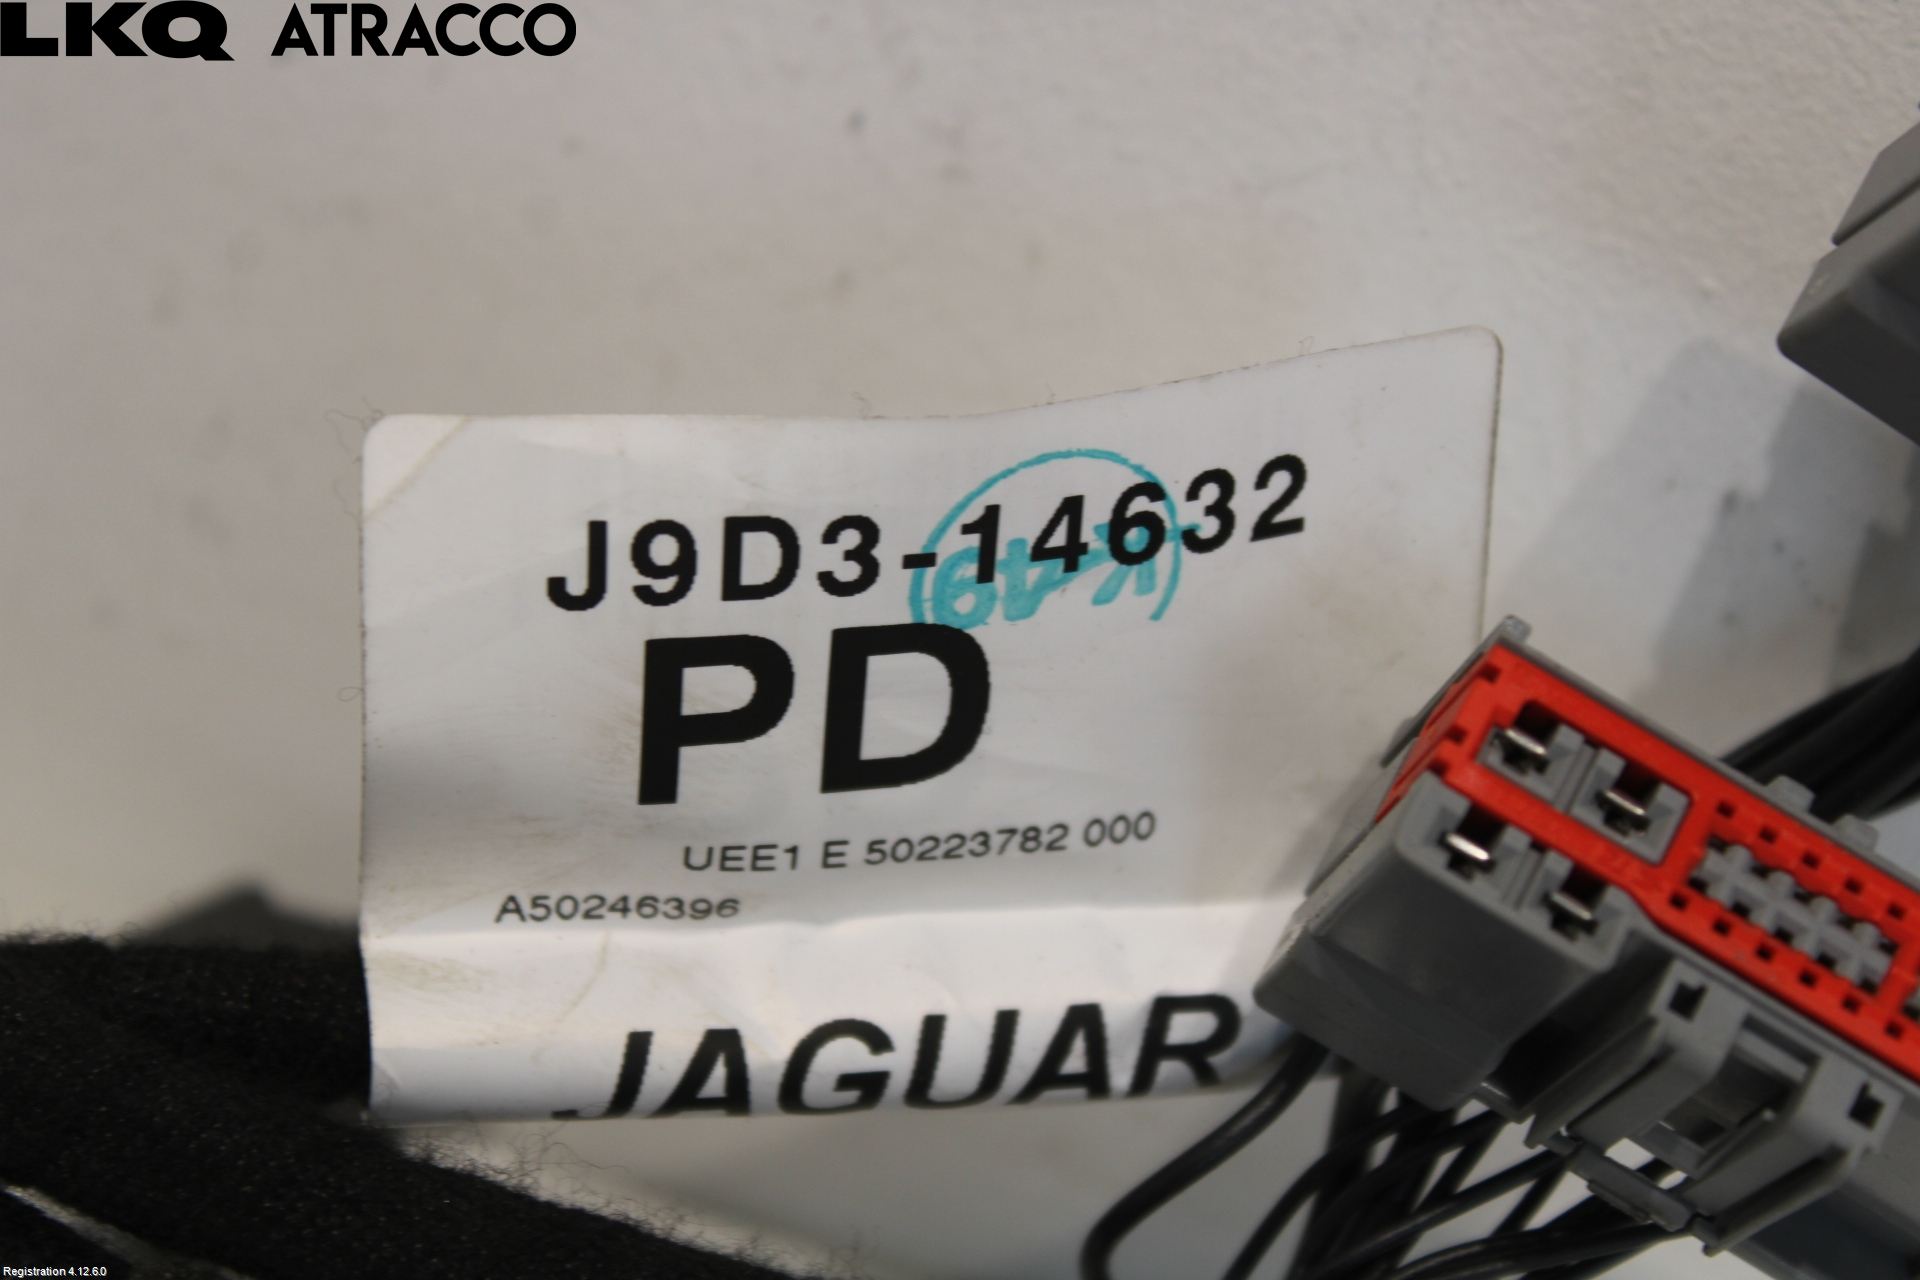 LKQ ATRACCO
J9D3-14632
PD
UEE1 E 50223782 000
A50246396
JAGUAR
Registration 4.12.6.0